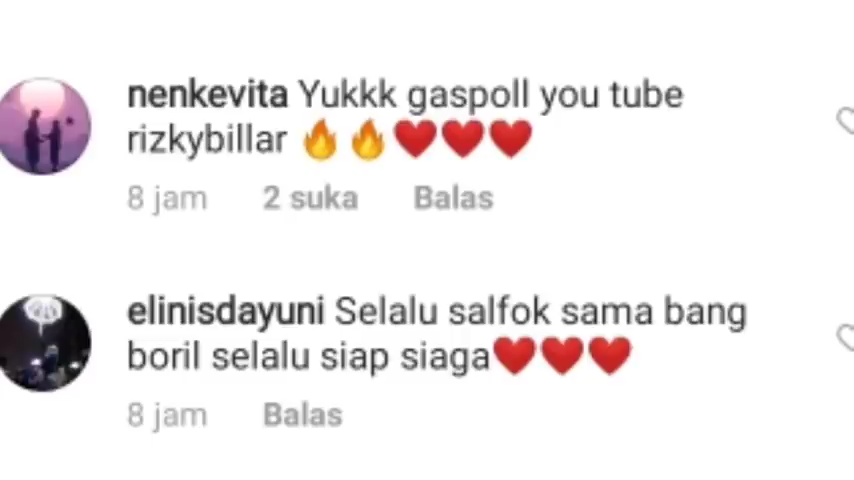 nenkevita Yukkk gaspoll you tube
rizkybillar 🔥🔥❤️❤️❤️
8 jam 2 suka Balas
elinisdayuni Selalu salfok sama bang
boril selalu siap siaga❤️❤️❤️
8 jam Balas